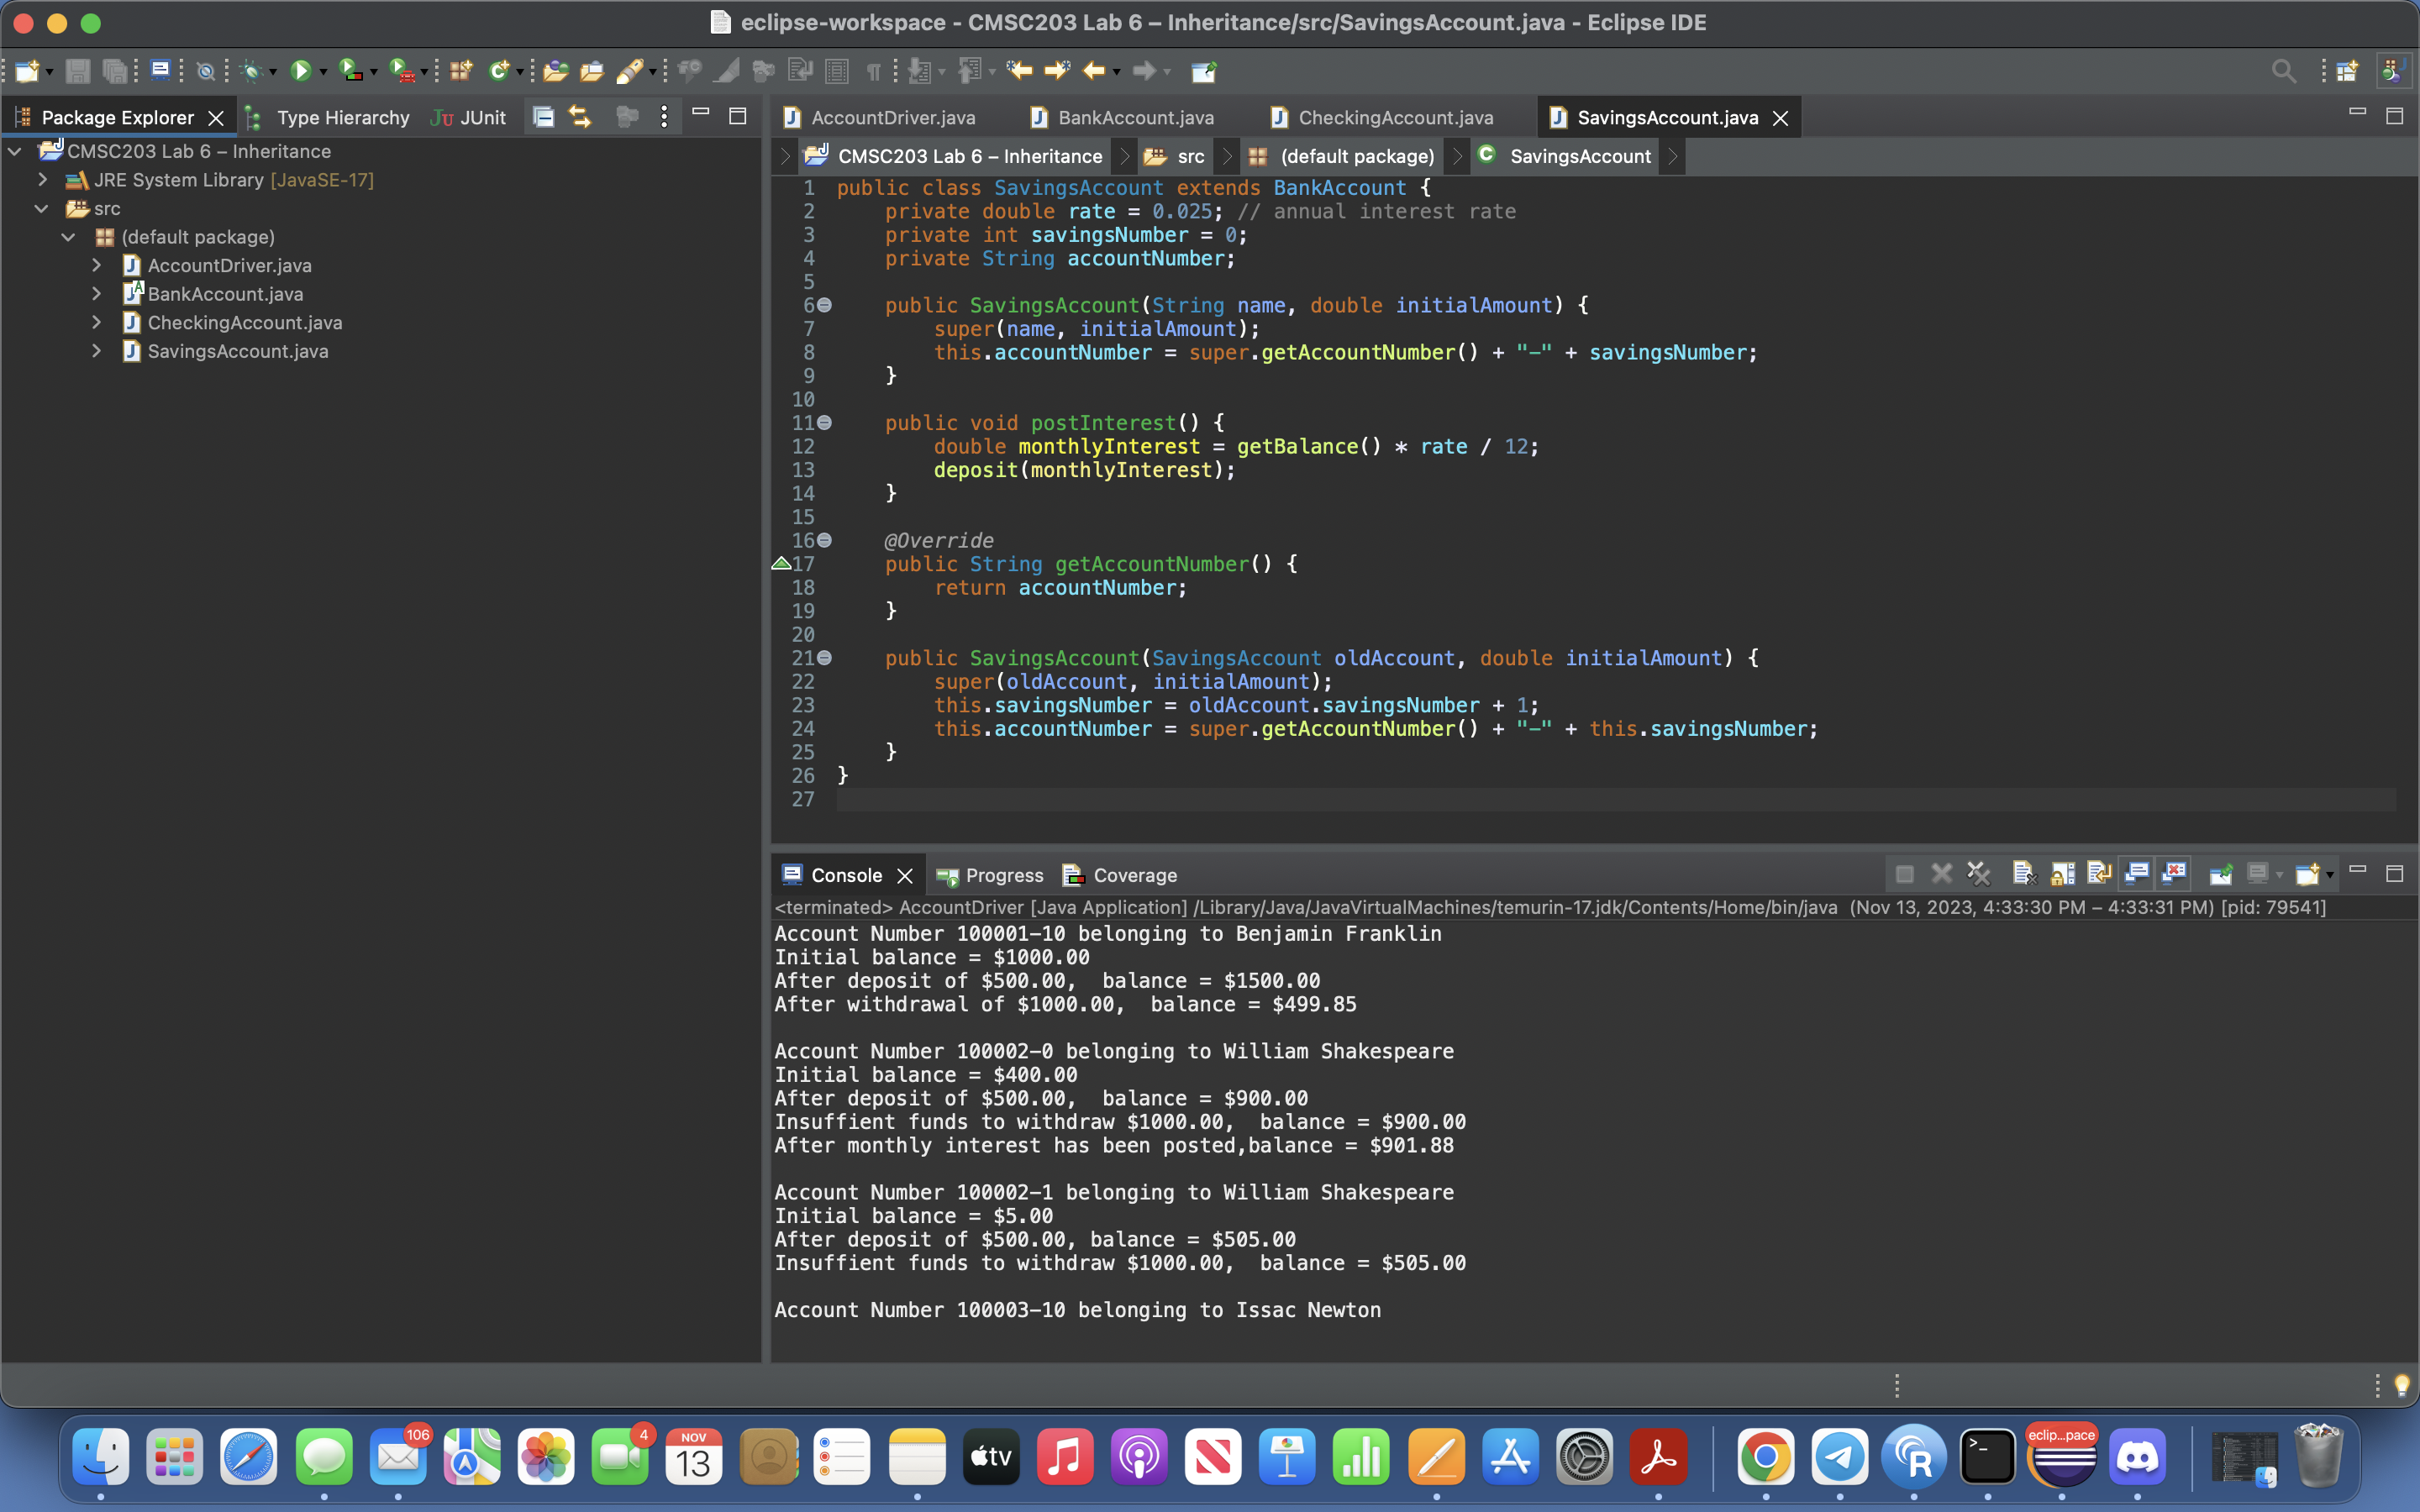 eclipse-workspace - CMSC203 Lab 6 – Inheritance/src/SavingsAccount.java - Eclipse IDE
Package Explorer
Type Hierarchy
JUnit
CMSC203 Lab 6 – Inheritance
JRE System Library [JavaSE-17]
src
(default package)
AccountDriver.java
BankAccount.java
CheckingAccount.java
SavingsAccount.java
AccountDriver.java
BankAccount.java
CheckingAccount.java
SavingsAccount.java
CMSC203 Lab 6 – Inheritance
src
(default package)
SavingsAccount
1 public class SavingsAccount extends BankAccount {
2 private double rate = 0.025; // annual interest rate
3 private int savingsNumber = 0;
4 private String accountNumber;
5
6 public SavingsAccount(String name, double initialAmount) {
7 super(name, initialAmount);
8 this.accountNumber = super.getAccountNumber() + "-" + savingsNumber;
9 }
10
11 public void postInterest() {
12 double monthlyInterest = getBalance() * rate / 12;
13 deposit(monthlyInterest);
14 }
15
16 @Override
17 public String getAccountNumber() {
18 return accountNumber;
19 }
20
21 public SavingsAccount(SavingsAccount oldAccount, double initialAmount) {
22 super(oldAccount, initialAmount);
23 this.savingsNumber = oldAccount.savingsNumber + 1;
24 this.accountNumber = super.getAccountNumber() + "-" + this.savingsNumber;
25 }
26 }
27
Console
Progress
Coverage
<terminated> AccountDriver [Java Application] /Library/Java/JavaVirtualMachines/temurin-17.jdk/Contents/Home/bin/java (Nov 13, 2023, 4:33:30 PM – 4:33:31 PM) [pid: 79541]
Account Number 100001-10 belonging to Benjamin Franklin
Initial balance = $1000.00
After deposit of $500.00,  balance = $1500.00
After withdrawal of $1000.00,  balance = $499.85

Account Number 100002-0 belonging to William Shakespeare
Initial balance = $400.00
After deposit of $500.00,  balance = $900.00
Insuffient funds to withdraw $1000.00,  balance = $900.00
After monthly interest has been posted,balance = $901.88

Account Number 100002-1 belonging to William Shakespeare
Initial balance = $5.00
After deposit of $500.00, balance = $505.00
Insuffient funds to withdraw $1000.00,  balance = $505.00

Account Number 100003-10 belonging to Issac Newton
106
4
NOV
13
tv
eclip...pace